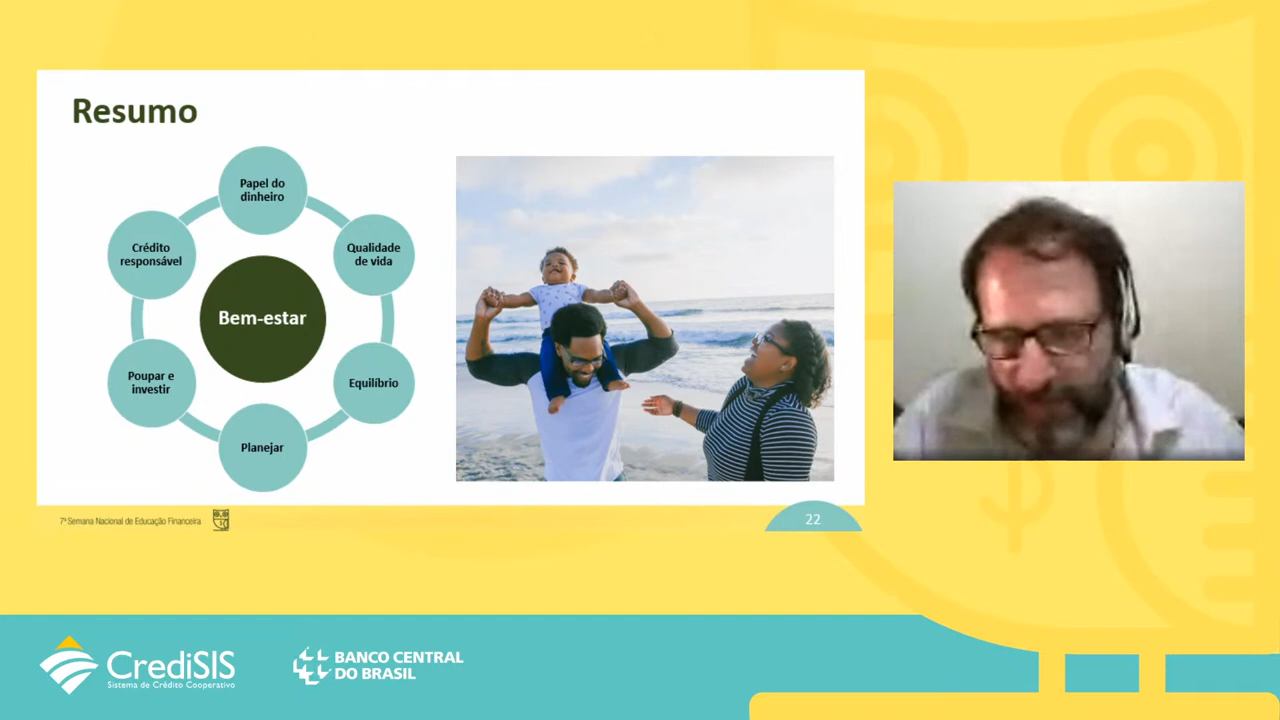 Resumo
Papel do
dinheiro
Qualidade
de vida
Equilíbrio
Planejar
Poupar e
investir
Crédito
responsável
Bem-estar
7ª Semana Nacional de Educação Financeira
22
CrediSIS
Sistema de Crédito Cooperativo
BANCO CENTRAL
DO BRASIL